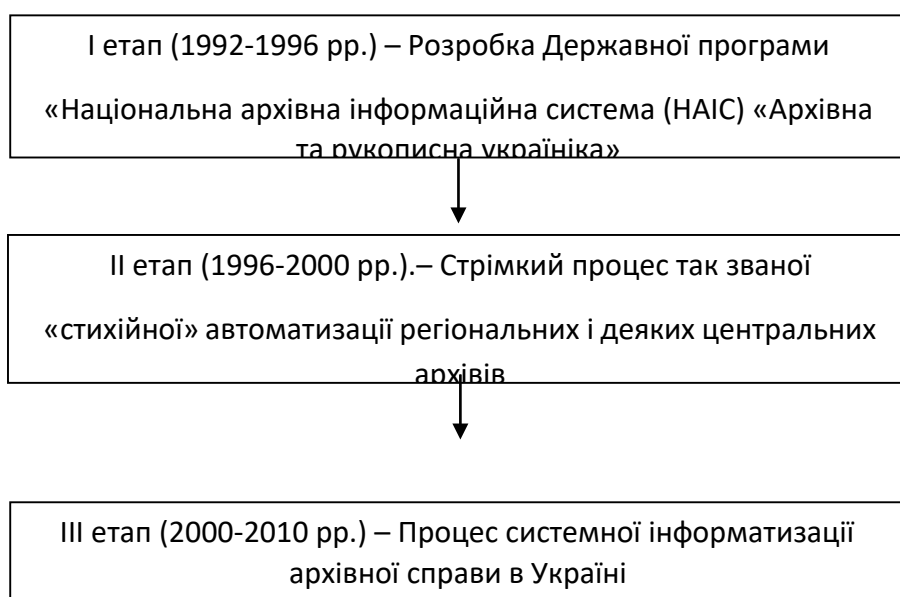 І етап (1992-1996 рр.) – Розробка Державної програми
«Національна архівна інформаційна система (НАІС) «Архівна
та рукописна україніка»
ІІ етап (1996-2000 рр.).– Стрімкий процес так званої
«стихійної» автоматизації регіональних і деяких центральних
архівів
ІІІ етап (2000-2010 рр.) – Процес системної інформатизації
архівної справи в Україні